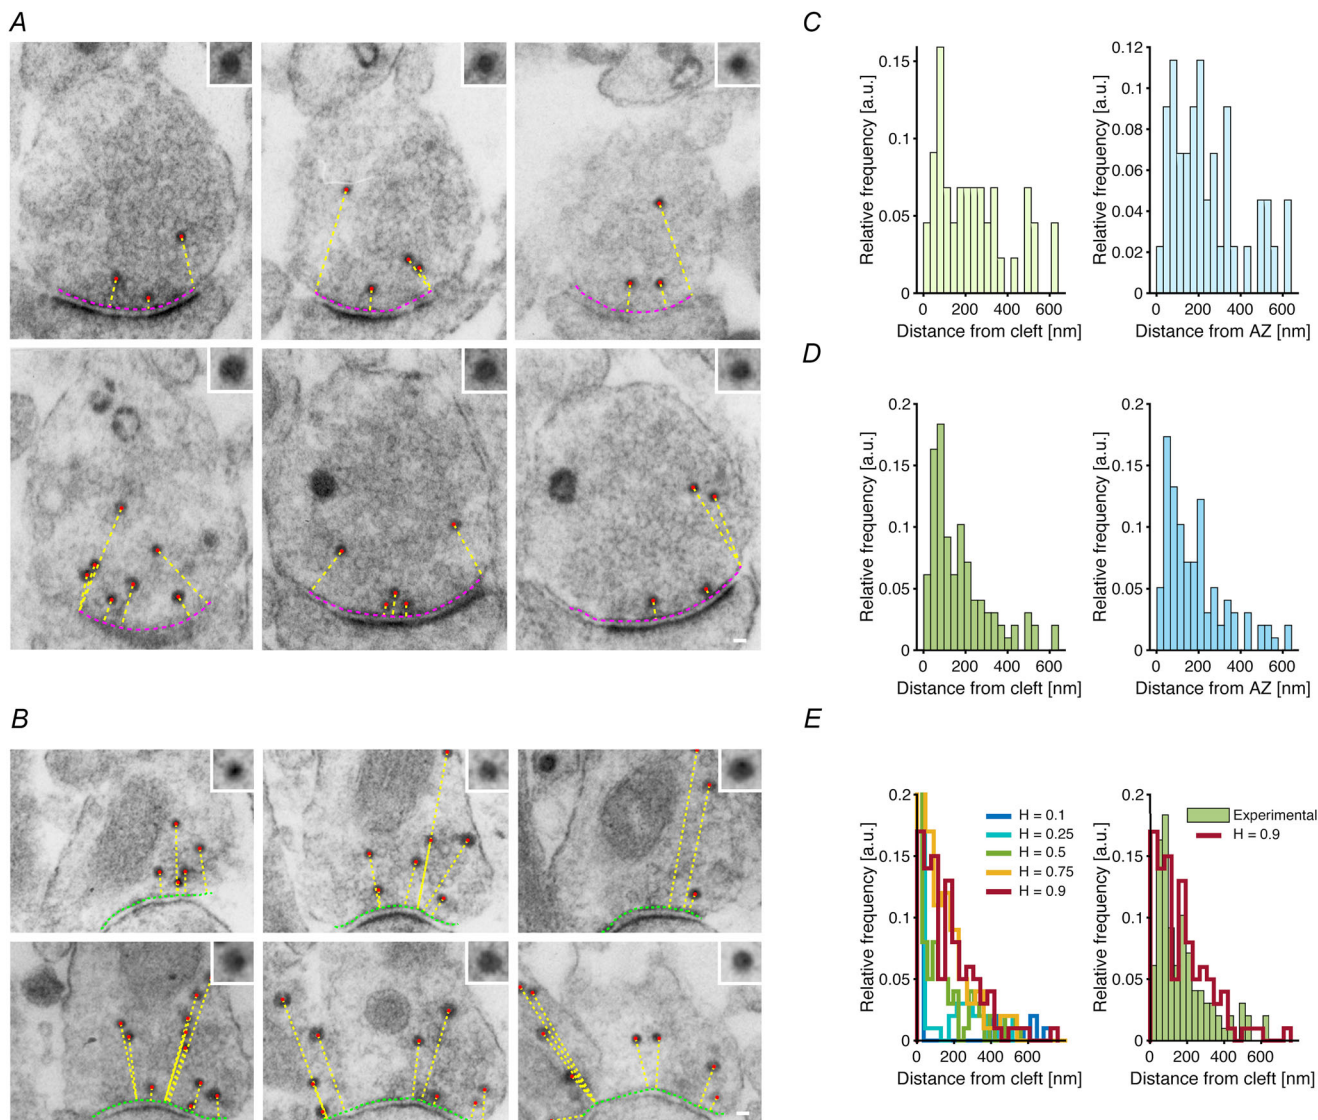 A
B
C
Relative frequency [a.u.]
0.15
0.1
0.05
0
0 200 400 600
Distance from cleft [nm]
Relative frequency [a.u.]
0.12
0.1
0.08
0.06
0.04
0.02
0
0 200 400 600
Distance from AZ [nm]
D
Relative frequency [a.u.]
0.2
0.15
0.1
0.05
0
0 200 400 600
Distance from cleft [nm]
Relative frequency [a.u.]
0.2
0.15
0.1
0.05
0
0 200 400 600
Distance from AZ [nm]
E
Relative frequency [a.u.]
0.2
0.15
0.1
0.05
0
0 200 400 600
Distance from cleft [nm]
H = 0.1
H = 0.25
H = 0.5
H = 0.75
H = 0.9
Relative frequency [a.u.]
0.2
0.15
0.1
0.05
0
0 200 400 600
Distance from cleft [nm]
Experimental
H = 0.9